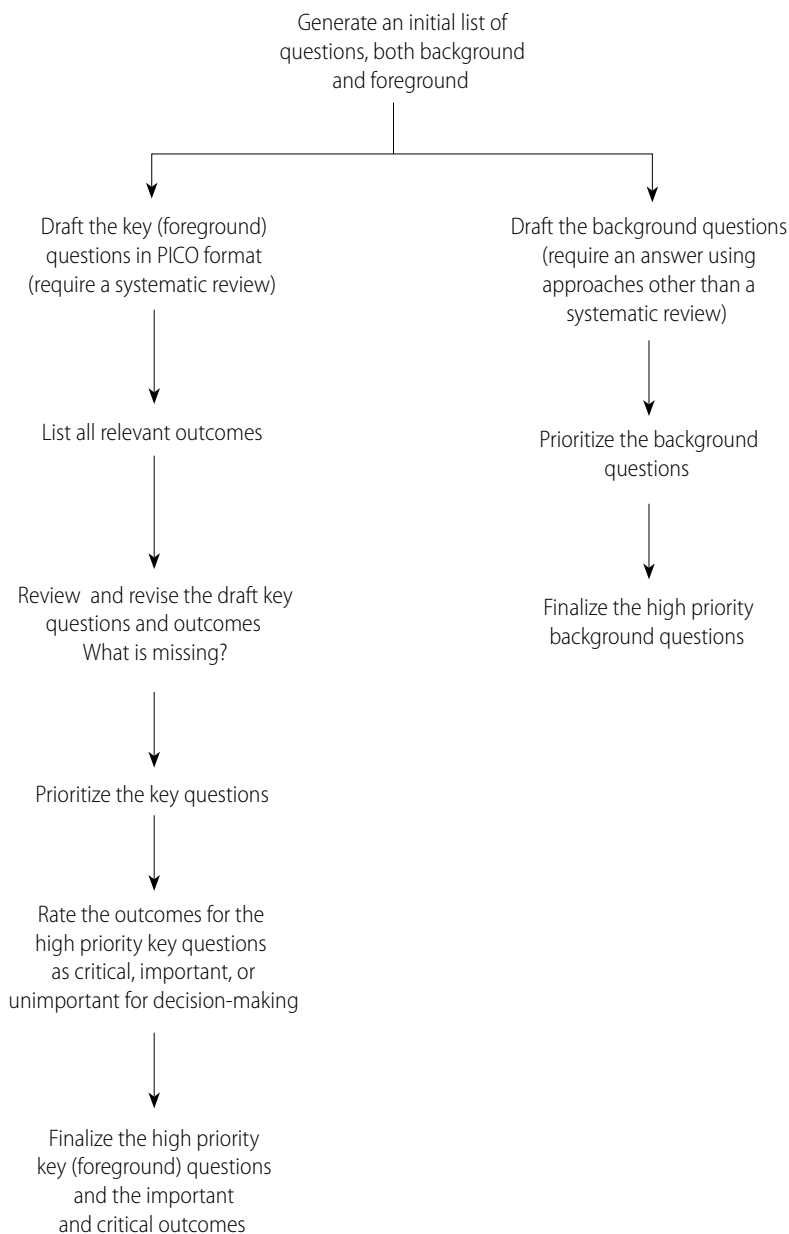 Generate an initial list of
questions, both background
and foreground
Draft the key (foreground)
questions in PICO format
(require a systematic review)
List all relevant outcomes
Review and revise the draft key
questions and outcomes
What is missing?
Prioritize the key questions
Rate the outcomes for the
high priority key questions
as critical, important, or
unimportant for decision-making
Finalize the high priority
key (foreground) questions
and the important
and critical outcomes
Draft the background questions
(require an answer using
approaches other than a
systematic review)
Prioritize the background
questions
Finalize the high priority
background questions